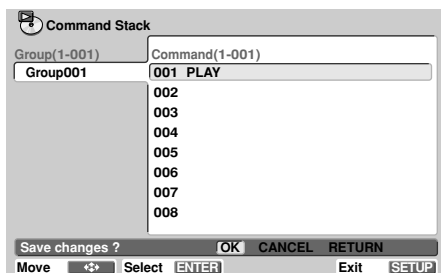 Command Stack
Group(1-001) Command(1-001)
Group001 001 PLAY
002
003
004
005
006
007
008
Save changes ? OK CANCEL RETURN
Move Select ENTER Exit SETUP